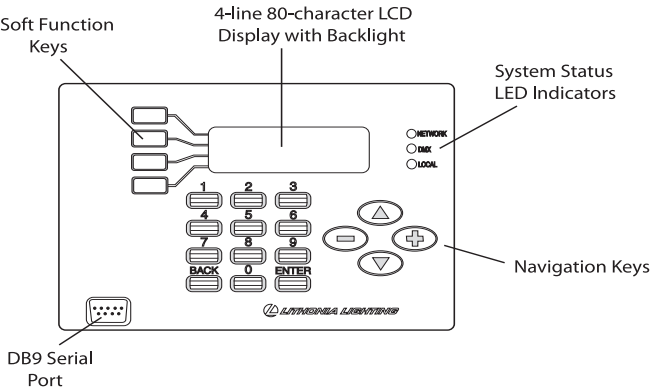 Soft Function
Keys
4-line 80-character LCD
Display with Backlight
System Status
LED Indicators
NETWORK
DMX
LOCAL
1 2 3
4 5 6
7 8 9
BACK 0 ENTER
Navigation Keys
LITHONIA LIGHTING
DB9 Serial
Port